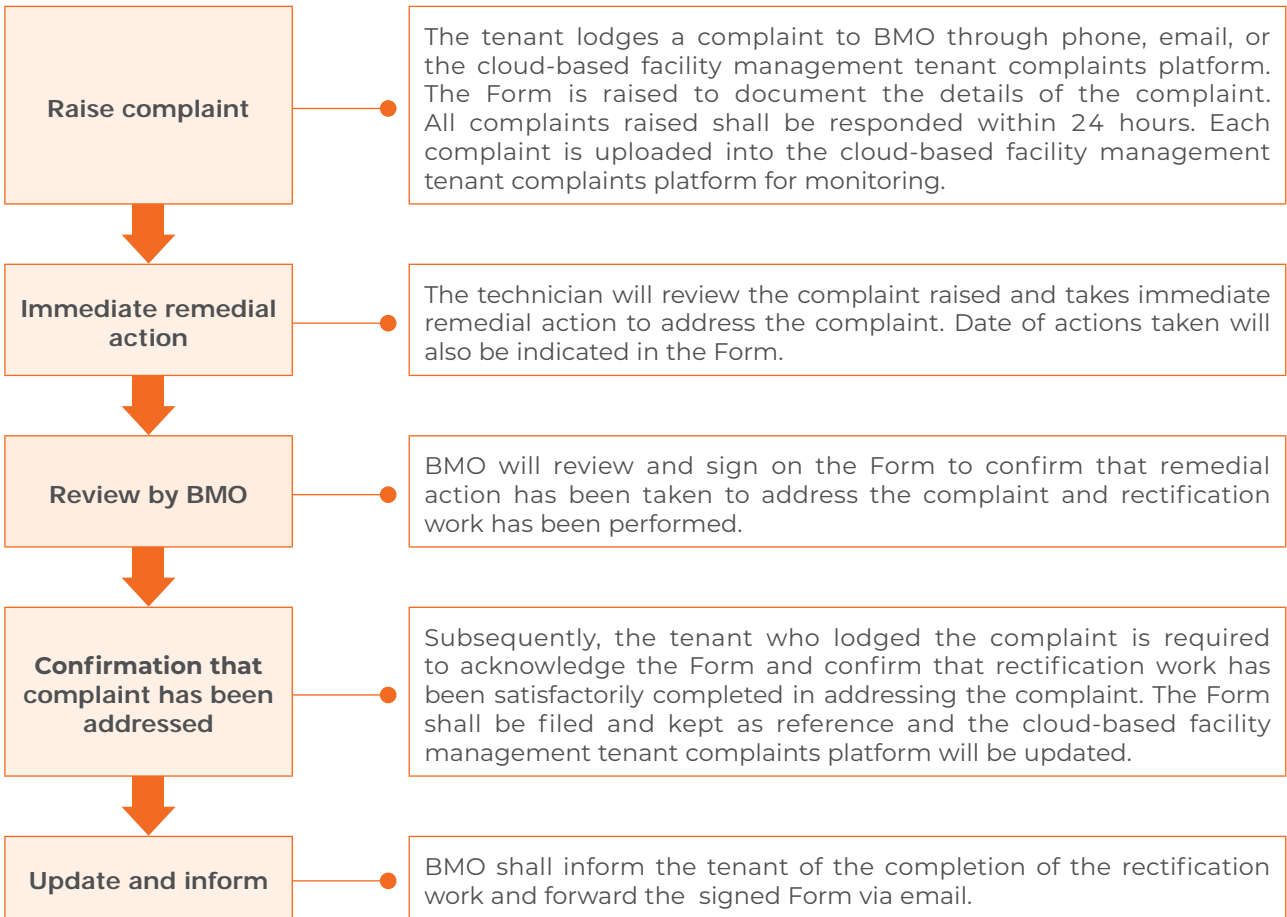 Raise complaint
The tenant lodges a complaint to BMO through phone, email, or
the cloud-based facility management tenant complaints platform.
The Form is raised to document the details of the complaint.
All complaints raised shall be responded within 24 hours. Each
complaint is uploaded into the cloud-based facility management
tenant complaints platform for monitoring.
Immediate remedial
action
The technician will review the complaint raised and takes immediate
remedial action to address the complaint. Date of actions taken will
also be indicated in the Form.
Review by BMO
BMO will review and sign on the Form to confirm that remedial
action has been taken to address the complaint and rectification
work has been performed.
Confirmation that
complaint has been
addressed
Subsequently, the tenant who lodged the complaint is required
to acknowledge the Form and confirm that rectification work has
been satisfactorily completed in addressing the complaint. The Form
shall be filed and kept as reference and the cloud-based facility
management tenant complaints platform will be updated.
Update and inform
BMO shall inform the tenant of the completion of the rectification
work and forward the signed Form via email.